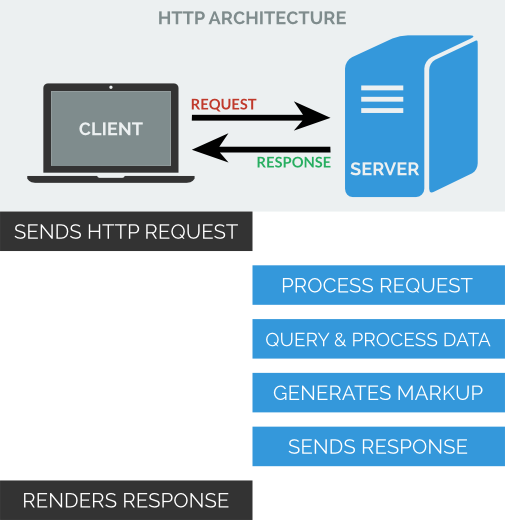 HTTP ARCHITECTURE
REQUEST
CLIENT
RESPONSE
SERVER
SENDS HTTP REQUEST
PROCESS REQUEST
QUERY & PROCESS DATA
GENERATES MARKUP
SENDS RESPONSE
RENDERS RESPONSE